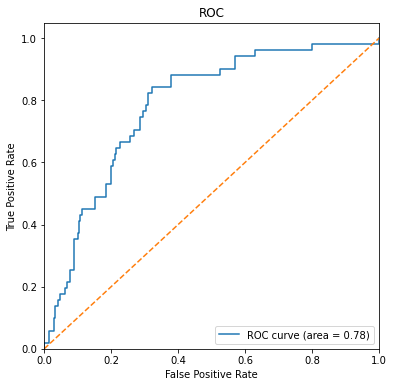 ROC
1.0
0.8
0.6
0.4
0.2
0.0
True Positive Rate
0.0 0.2 0.4 0.6 0.8 1.0
False Positive Rate
ROC curve (area = 0.78)